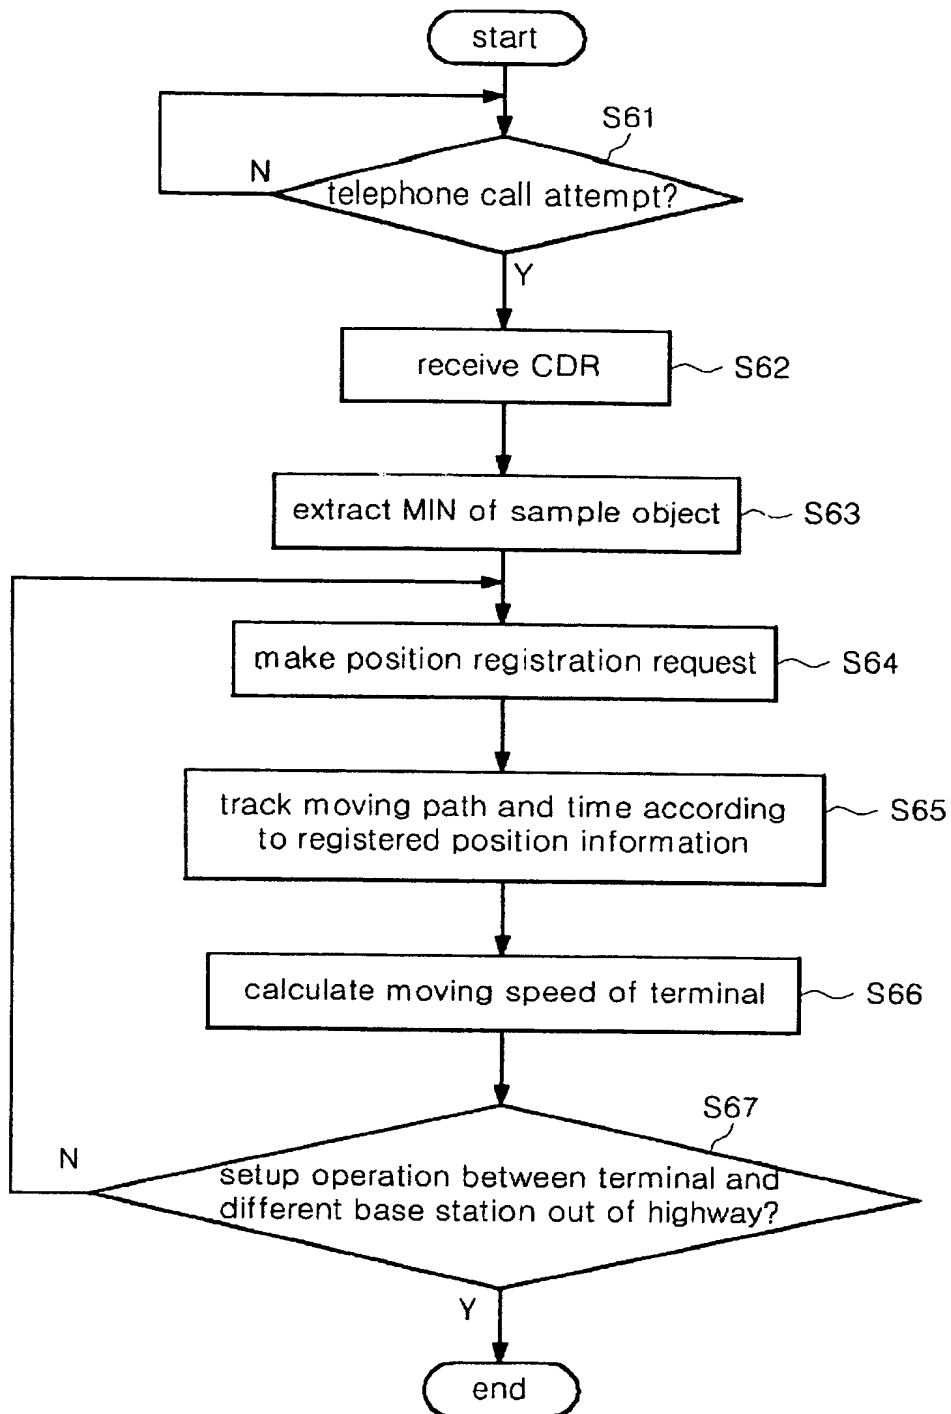 start
S61
N
telephone call attempt?
Y
receive CDR
S62
extract MIN of sample object
S63
make position registration request
S64
track moving path and time according
to registered position information
S65
calculate moving speed of terminal
S66
S67
N
setup operation between terminal and
different base station out of highway?
Y
end